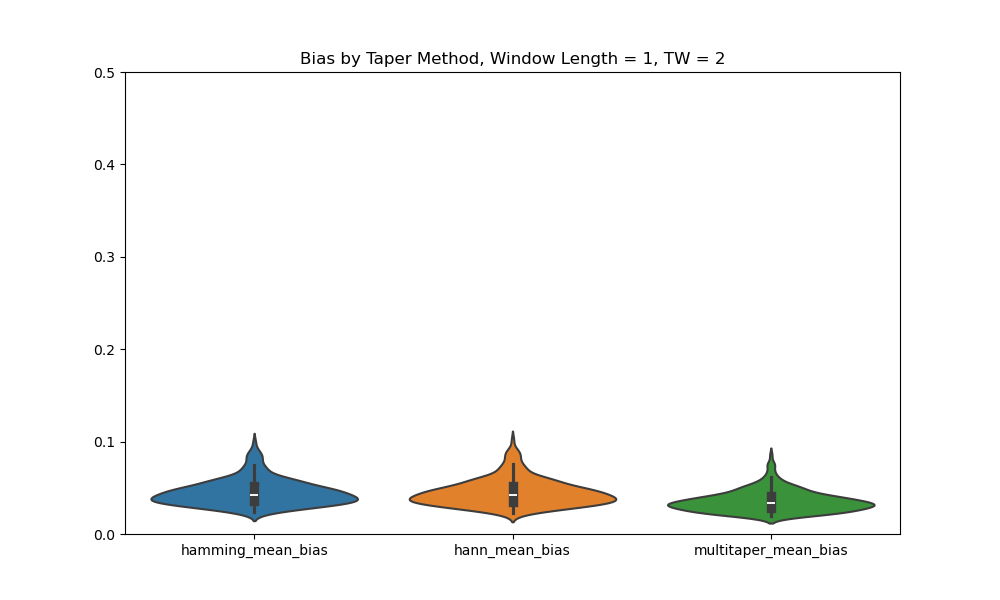 Bias by Taper Method, Window Length = 1, TW = 2
0.5
0.4
0.3
0.2
0.1
0.0
hamming_mean_bias
hann_mean_bias
multitaper_mean_bias